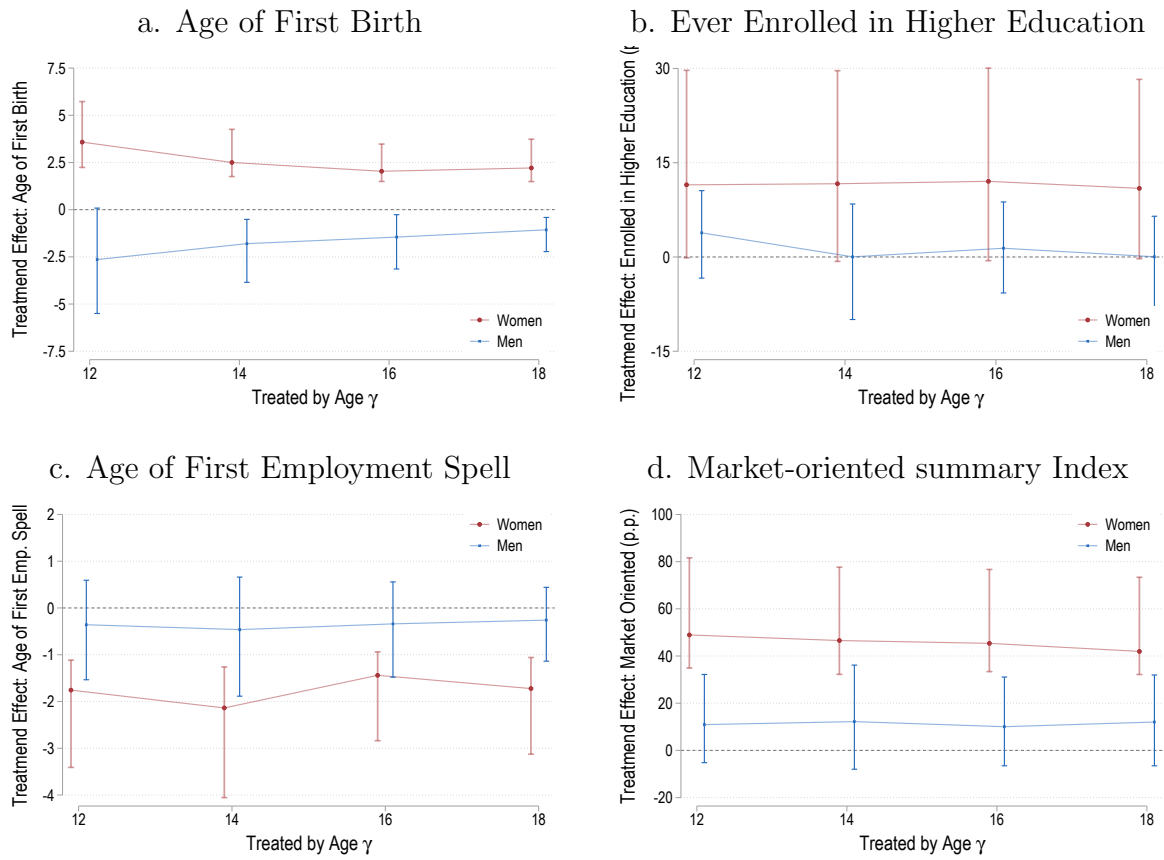 a. Age of First Birth
Treatmend Effect: Age of First Birth
7.5
5
2.5
0
-2.5
-5
-7.5
Women
Men
12
14
16
18
Treated by Age γ
b. Ever Enrolled in Higher Education
Treatmend Effect: Enrolled in Higher Education
30
15
0
-15
Women
Men
12
14
16
18
Treated by Age γ
c. Age of First Employment Spell
Treatmend Effect: Age of First Emp. Spell
2
1
0
-1
-2
-3
-4
Women
Men
12
14
16
18
Treated by Age γ
d. Market-oriented summary Index
Treatmend Effect: Market Oriented (p.p.)
100
80
60
40
20
0
-20
Women
Men
12
14
16
18
Treated by Age γ